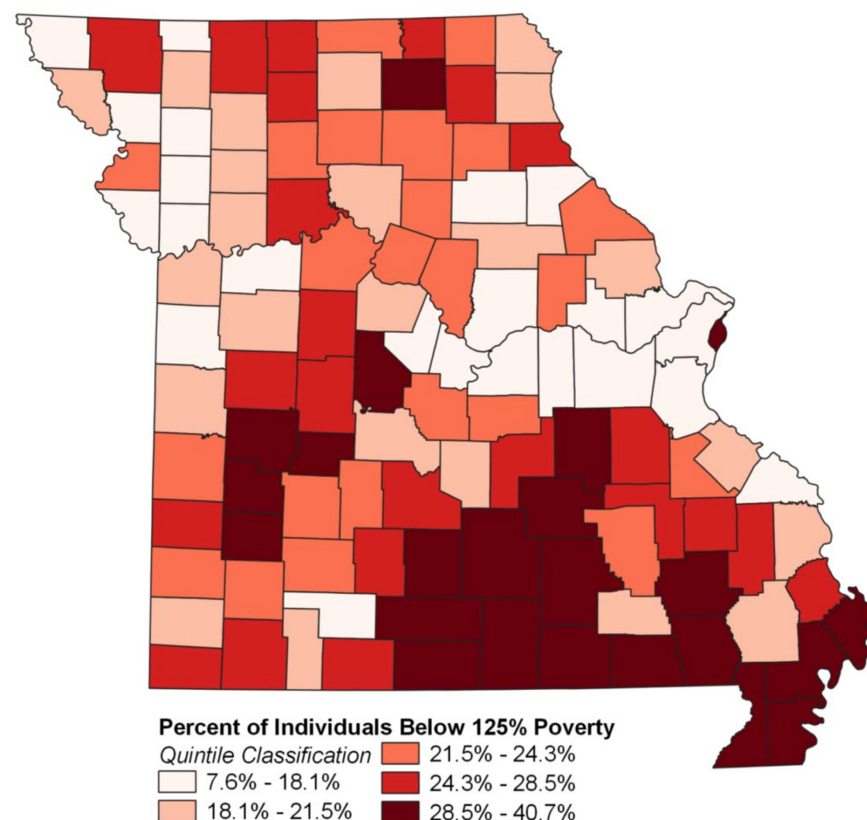 Percent of Individuals Below 125% Poverty
Quintile Classification
7.6% - 18.1%
18.1% - 21.5%
21.5% - 24.3%
24.3% - 28.5%
28.5% - 40.7%